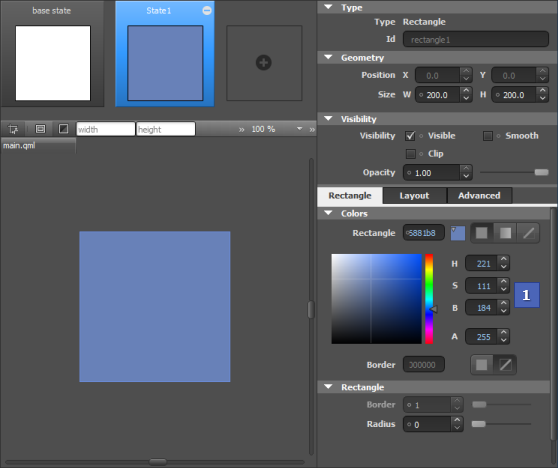 base state
State1
width
height
»
100 %
»
main.qml
Type
Type Rectangle
Id rectangle1
Geometry
Position X 0.0 Y 0.0
Size W 200.0 H 200.0
Visibility
Visibility Visible Smooth
Clip
Opacity 1.00
Rectangle Layout Advanced
Colors
Rectangle 5881b8
H 221
S 111
B 184
1
A 255
Border 000000
Rectangle
Border 1
Radius 0